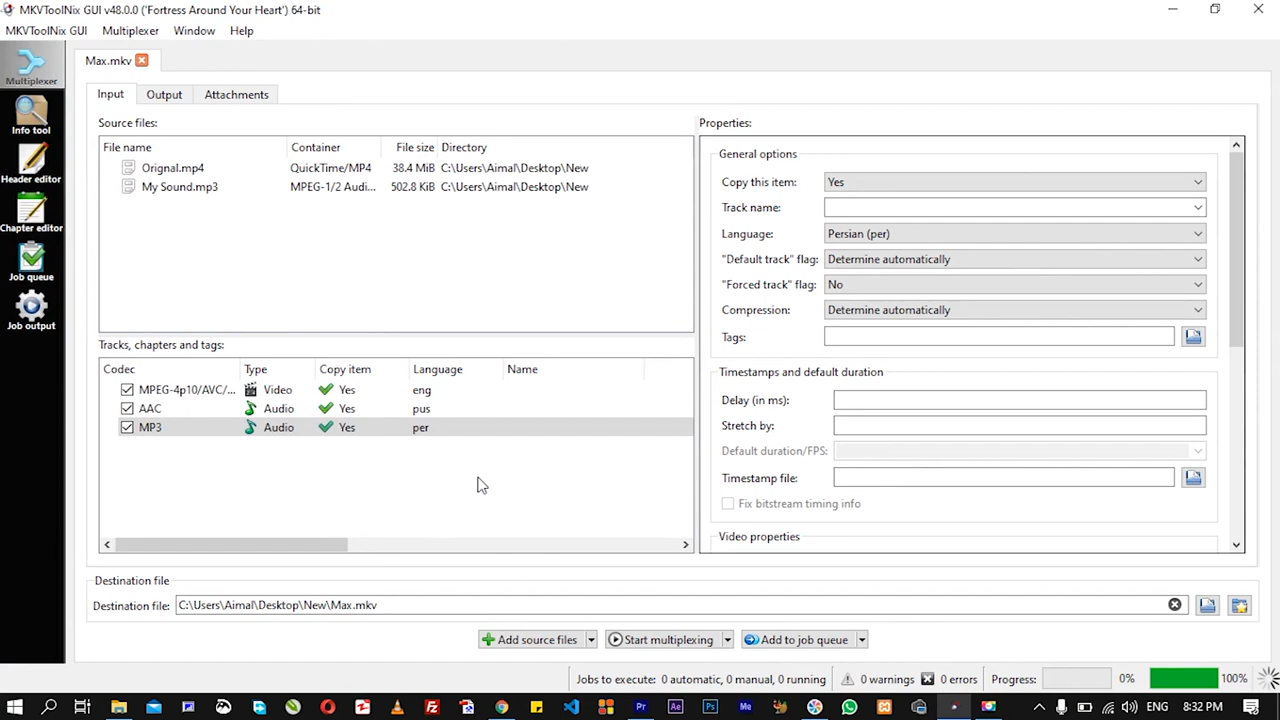 MKVToolNix GUI v48.0.0 ('Fortress Around Your Heart') 64-bit
MKVToolNix GUI Multiplexer Window Help
Multiplexer
Info tool
Header editor
Chapter editor
Job queue
Job output
Max.mkv
Input Output Attachments
Source files:
File name Container File size Directory
Orignal.mp4 QuickTime/MP4 38.4 MiB C:\Users\Aimal\Desktop\New
My Sound.mp3 MPEG-1/2 Audi... 502.8 KiB C:\Users\Aimal\Desktop\New
Tracks, chapters and tags:
Codec Type Copy item Language Name
MPEG-4p10/AVC/... Video Yes eng
AAC Audio Yes pus
MP3 Audio Yes per
Properties:
General options
Copy this item: Yes
Track name:
Language: Persian (per)
"Default track" flag: Determine automatically
"Forced track" flag: No
Compression: Determine automatically
Tags:
Timestamps and default duration
Delay (in ms):
Stretch by:
Default duration/FPS:
Timestamp file:
Fix bitstream timing info
Video properties
Destination file
Destination file: C:\Users\Aimal\Desktop\New\Max.mkv
Add source files Start multiplexing Add to job queue
Jobs to execute: 0 automatic, 0 manual, 0 running 0 warnings 0 errors Progress: 0% 100%
Pr Ae Ps Me ENG 8:32 PM